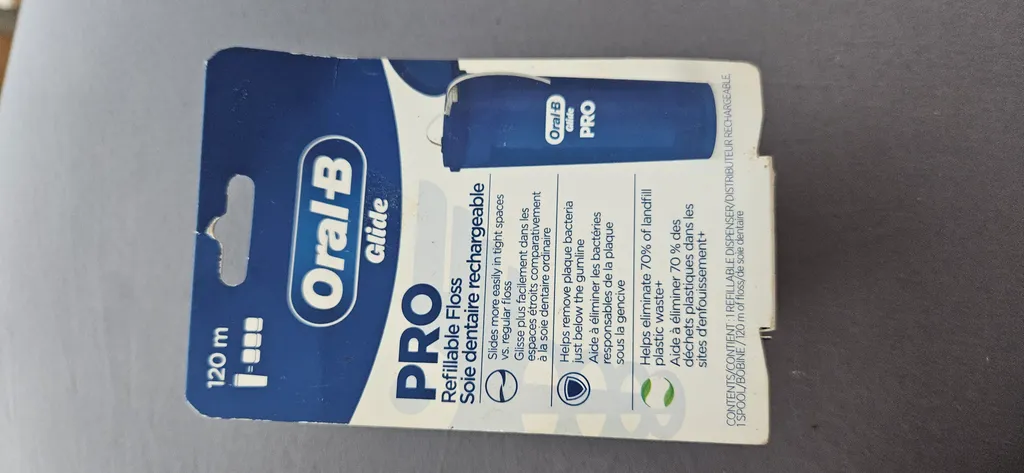 120 m
Oral-B
Glide
PRO
Refillable Floss
Soie dentaire rechargeable
Slides more easily in tight spaces
vs. regular floss
Glisse plus facilement dans les
espaces étroits comparativement
à la soie dentaire ordinaire
Helps remove plaque bacteria
just below the gumline
Aide à éliminer les bactéries
responsables de la plaque
sous la gencive
Helps eliminate 70% of landfill
plastic waste+
Aide à éliminer 70 % des
déchets plastiques dans les
sites d'enfouissement+
Oral-B
Glide
PRO
CONTENTS/CONTIENT: 1 REFILLABLE DISPENSER/DISTRIBUTEUR RECHARGEABLE,
1 SPOOL/BOBINE / 120 m of floss/de soie dentaire